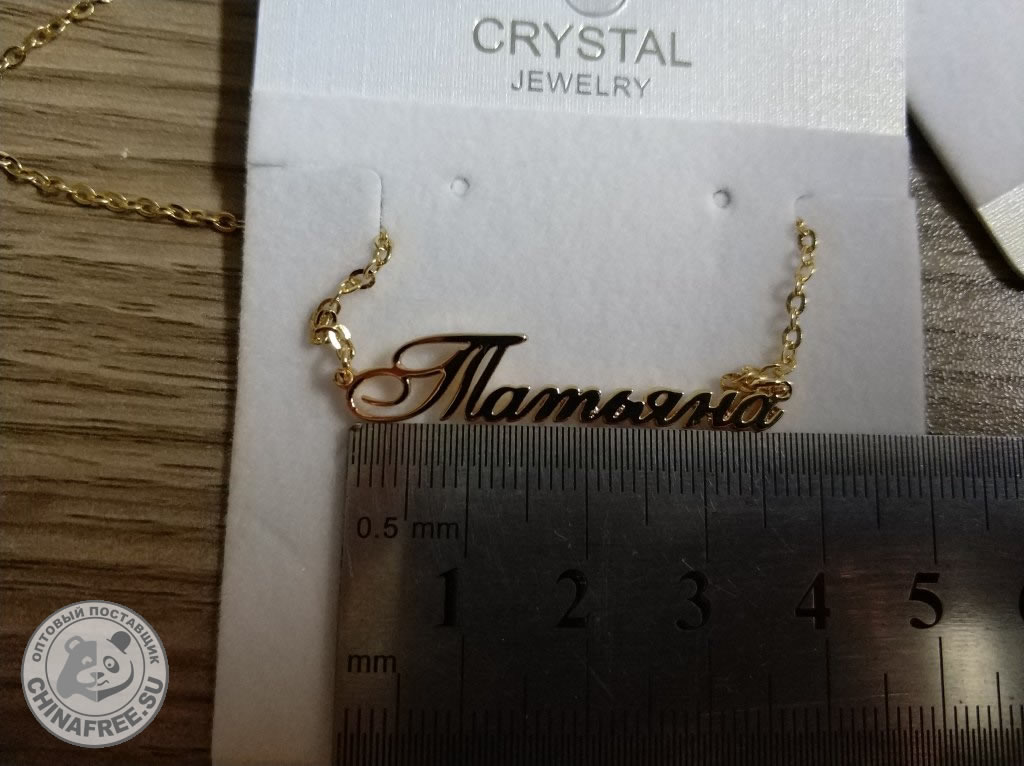 CRYSTAL
JEWELRY
Татьяна
0.5 mm
1 2 3 4 5
mm
ОПТОВЫЙ ПОСТАВЩИК
CHINAFREE.SU